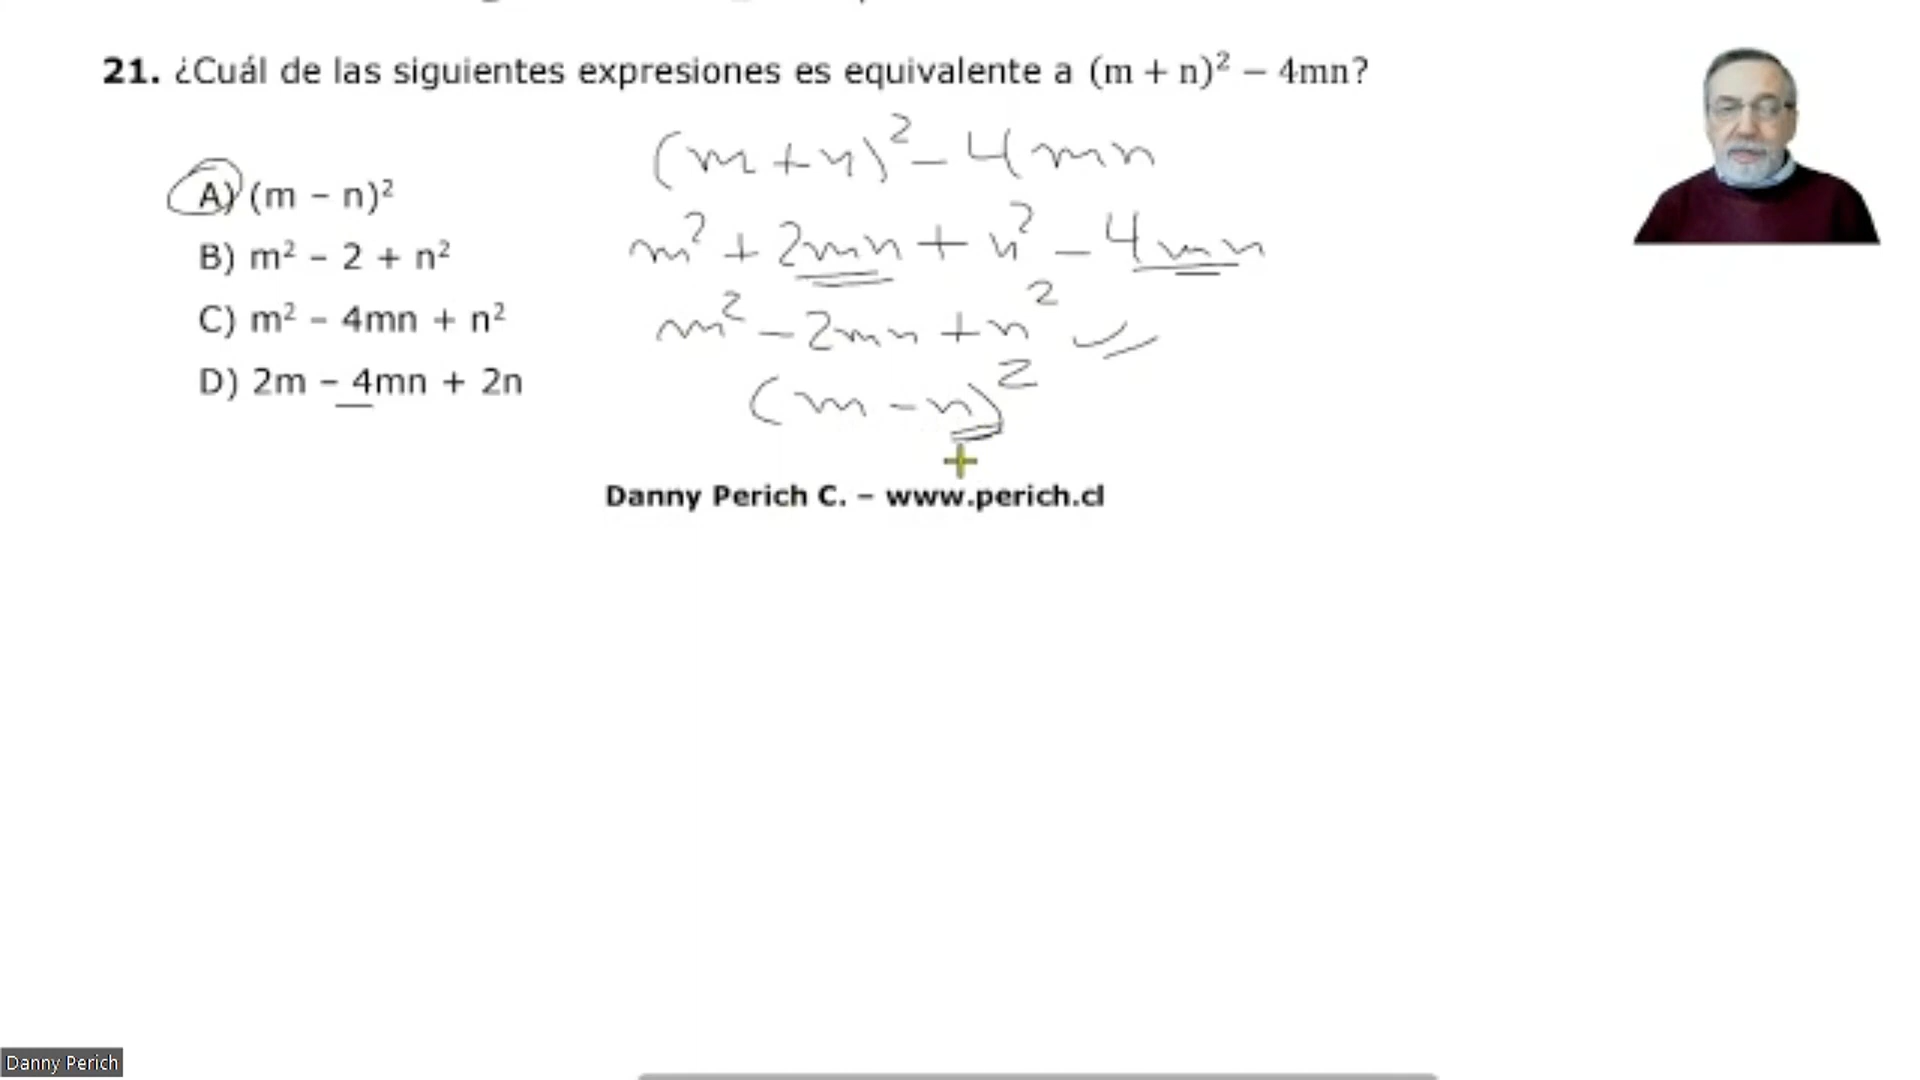 21. ¿Cuál de las siguientes expresiones es equivalente a (m + n)² − 4mn?
A) (m – n)²
B) m² – 2 + n²
C) m² – 4mn + n²
D) 2m – 4mn + 2n
(m + n)² − 4mn
m² + 2mn + n² − 4mn
m² − 2mn + n²
(m − n)²
Danny Perich C. – www.perich.cl
Danny Perich